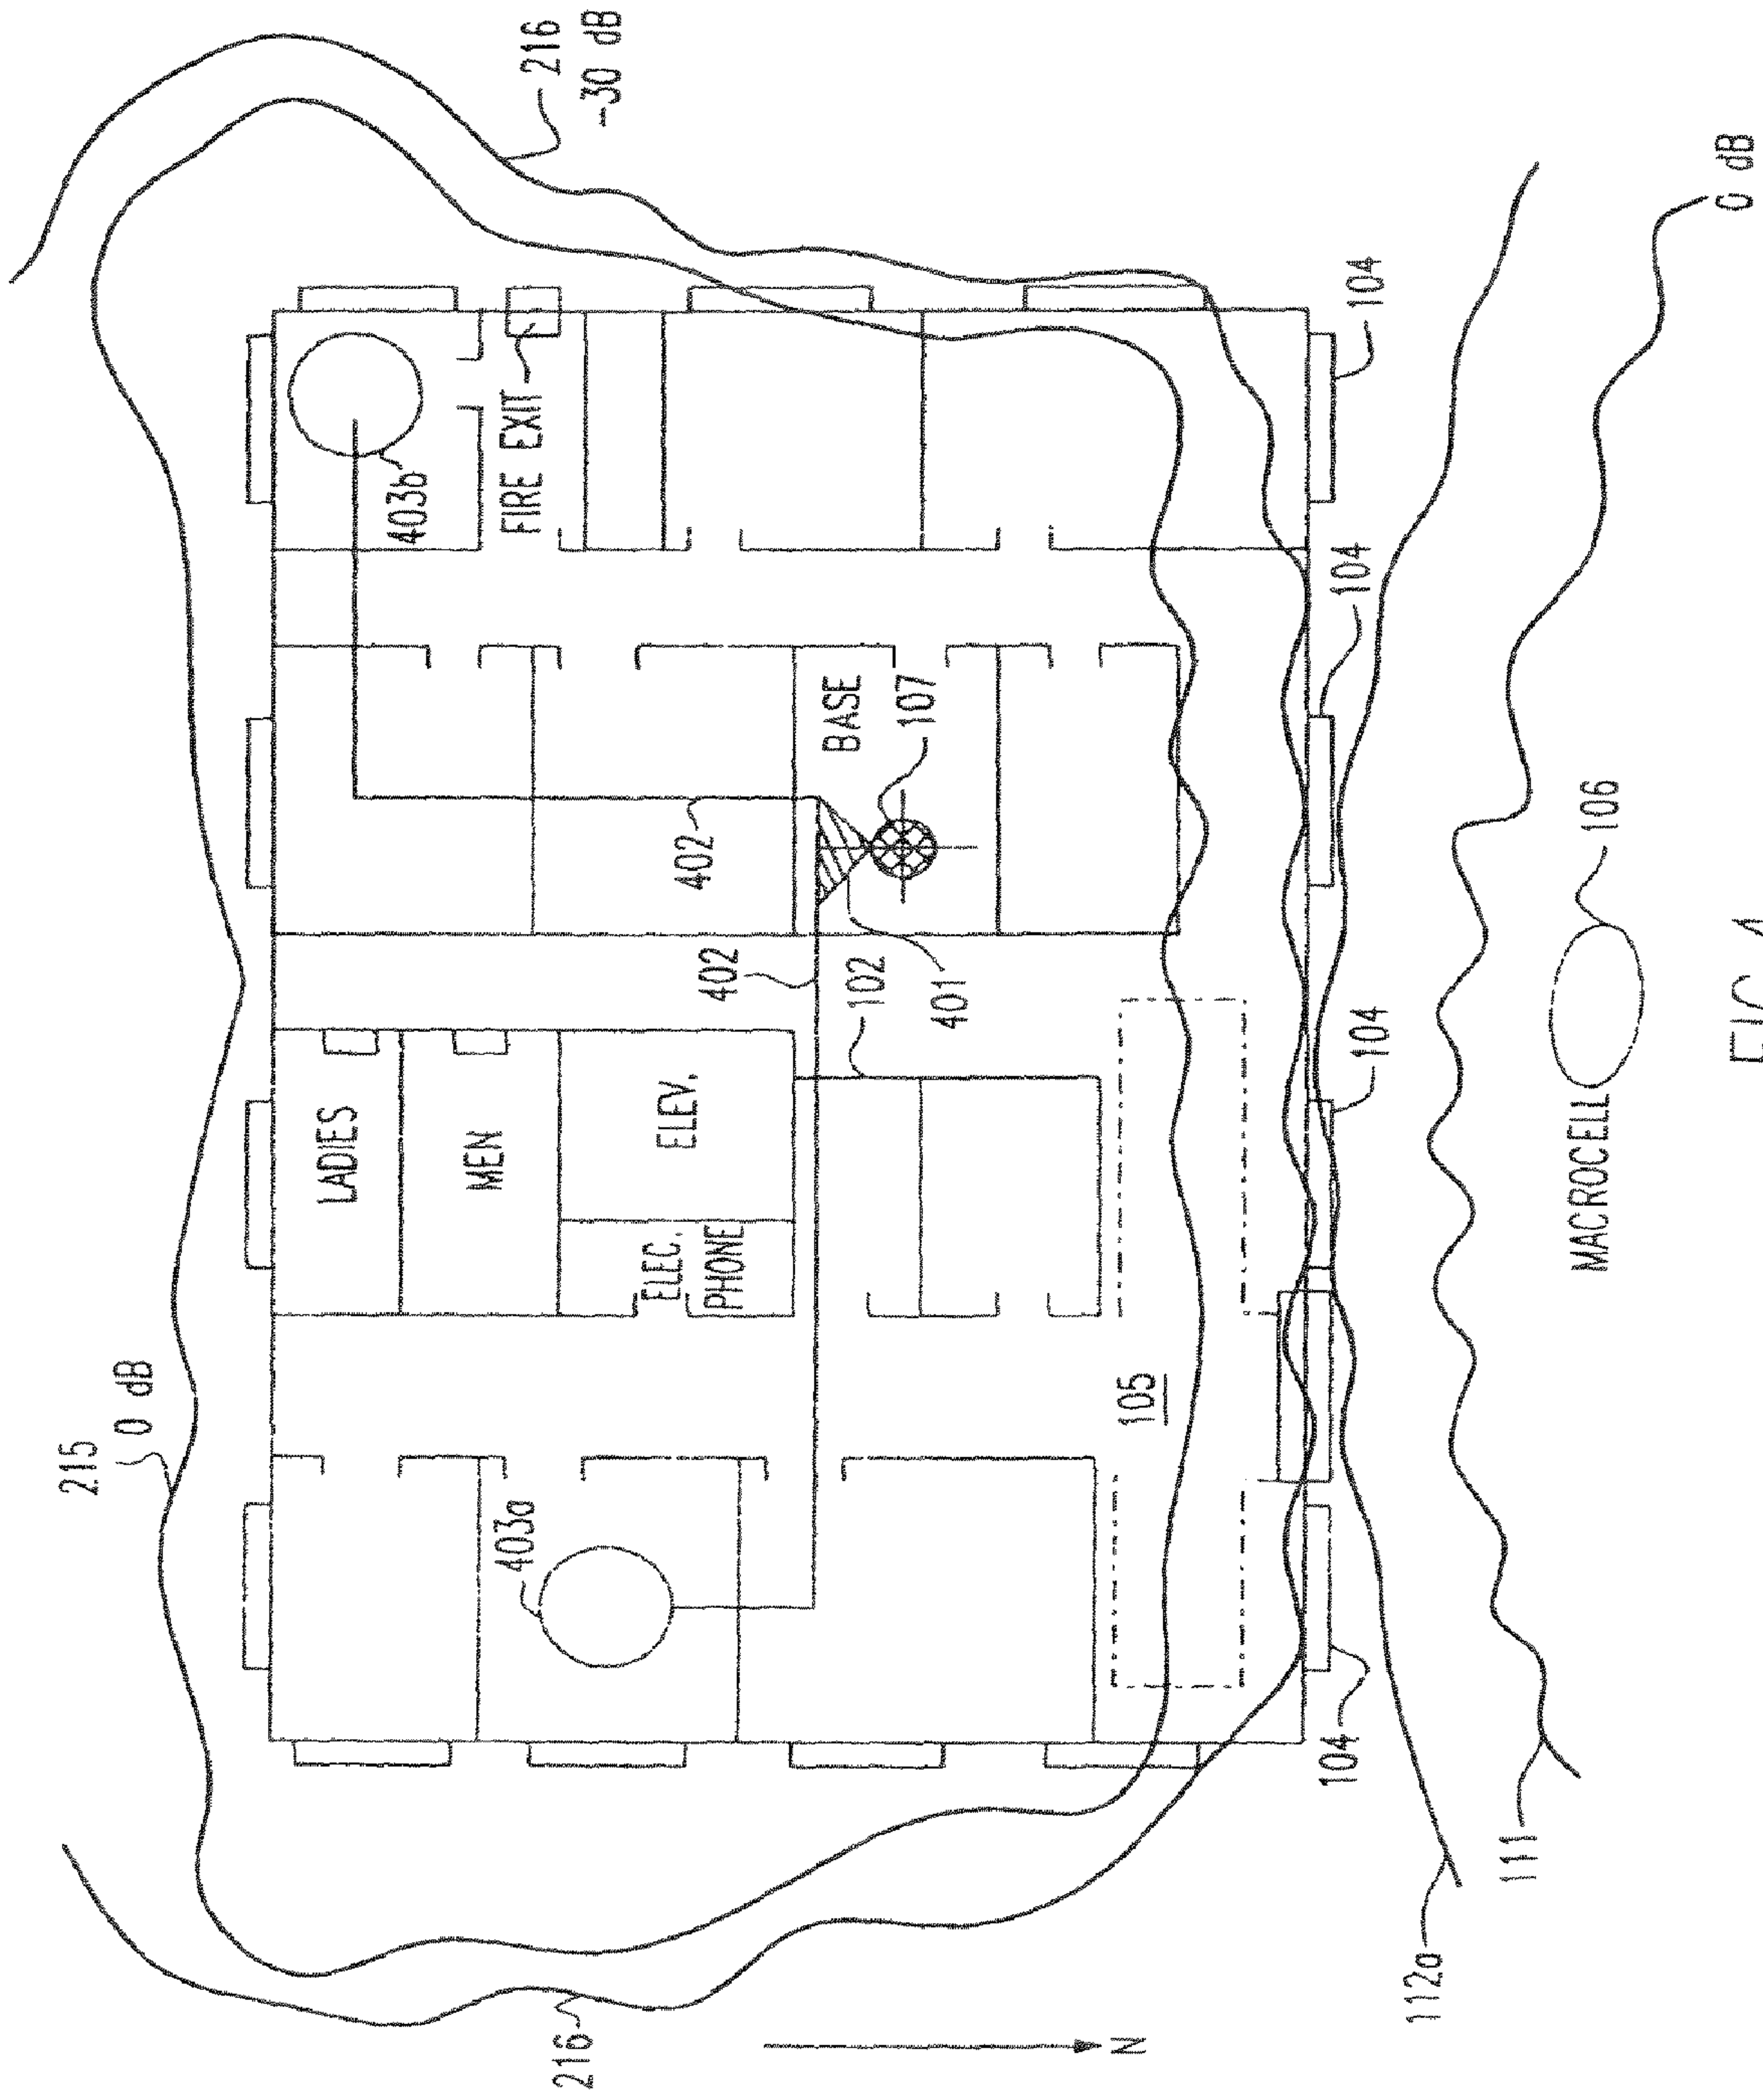 215
0 dB
LADIES
403b
MEN
403a
FIRE EXIT
216
-30 dB
216
ELEC.
PHONE
ELEV.
402
402
BASE
102
107
401
N
105
104
104
104
104
112a
111
MACROCELL
106
0 dB